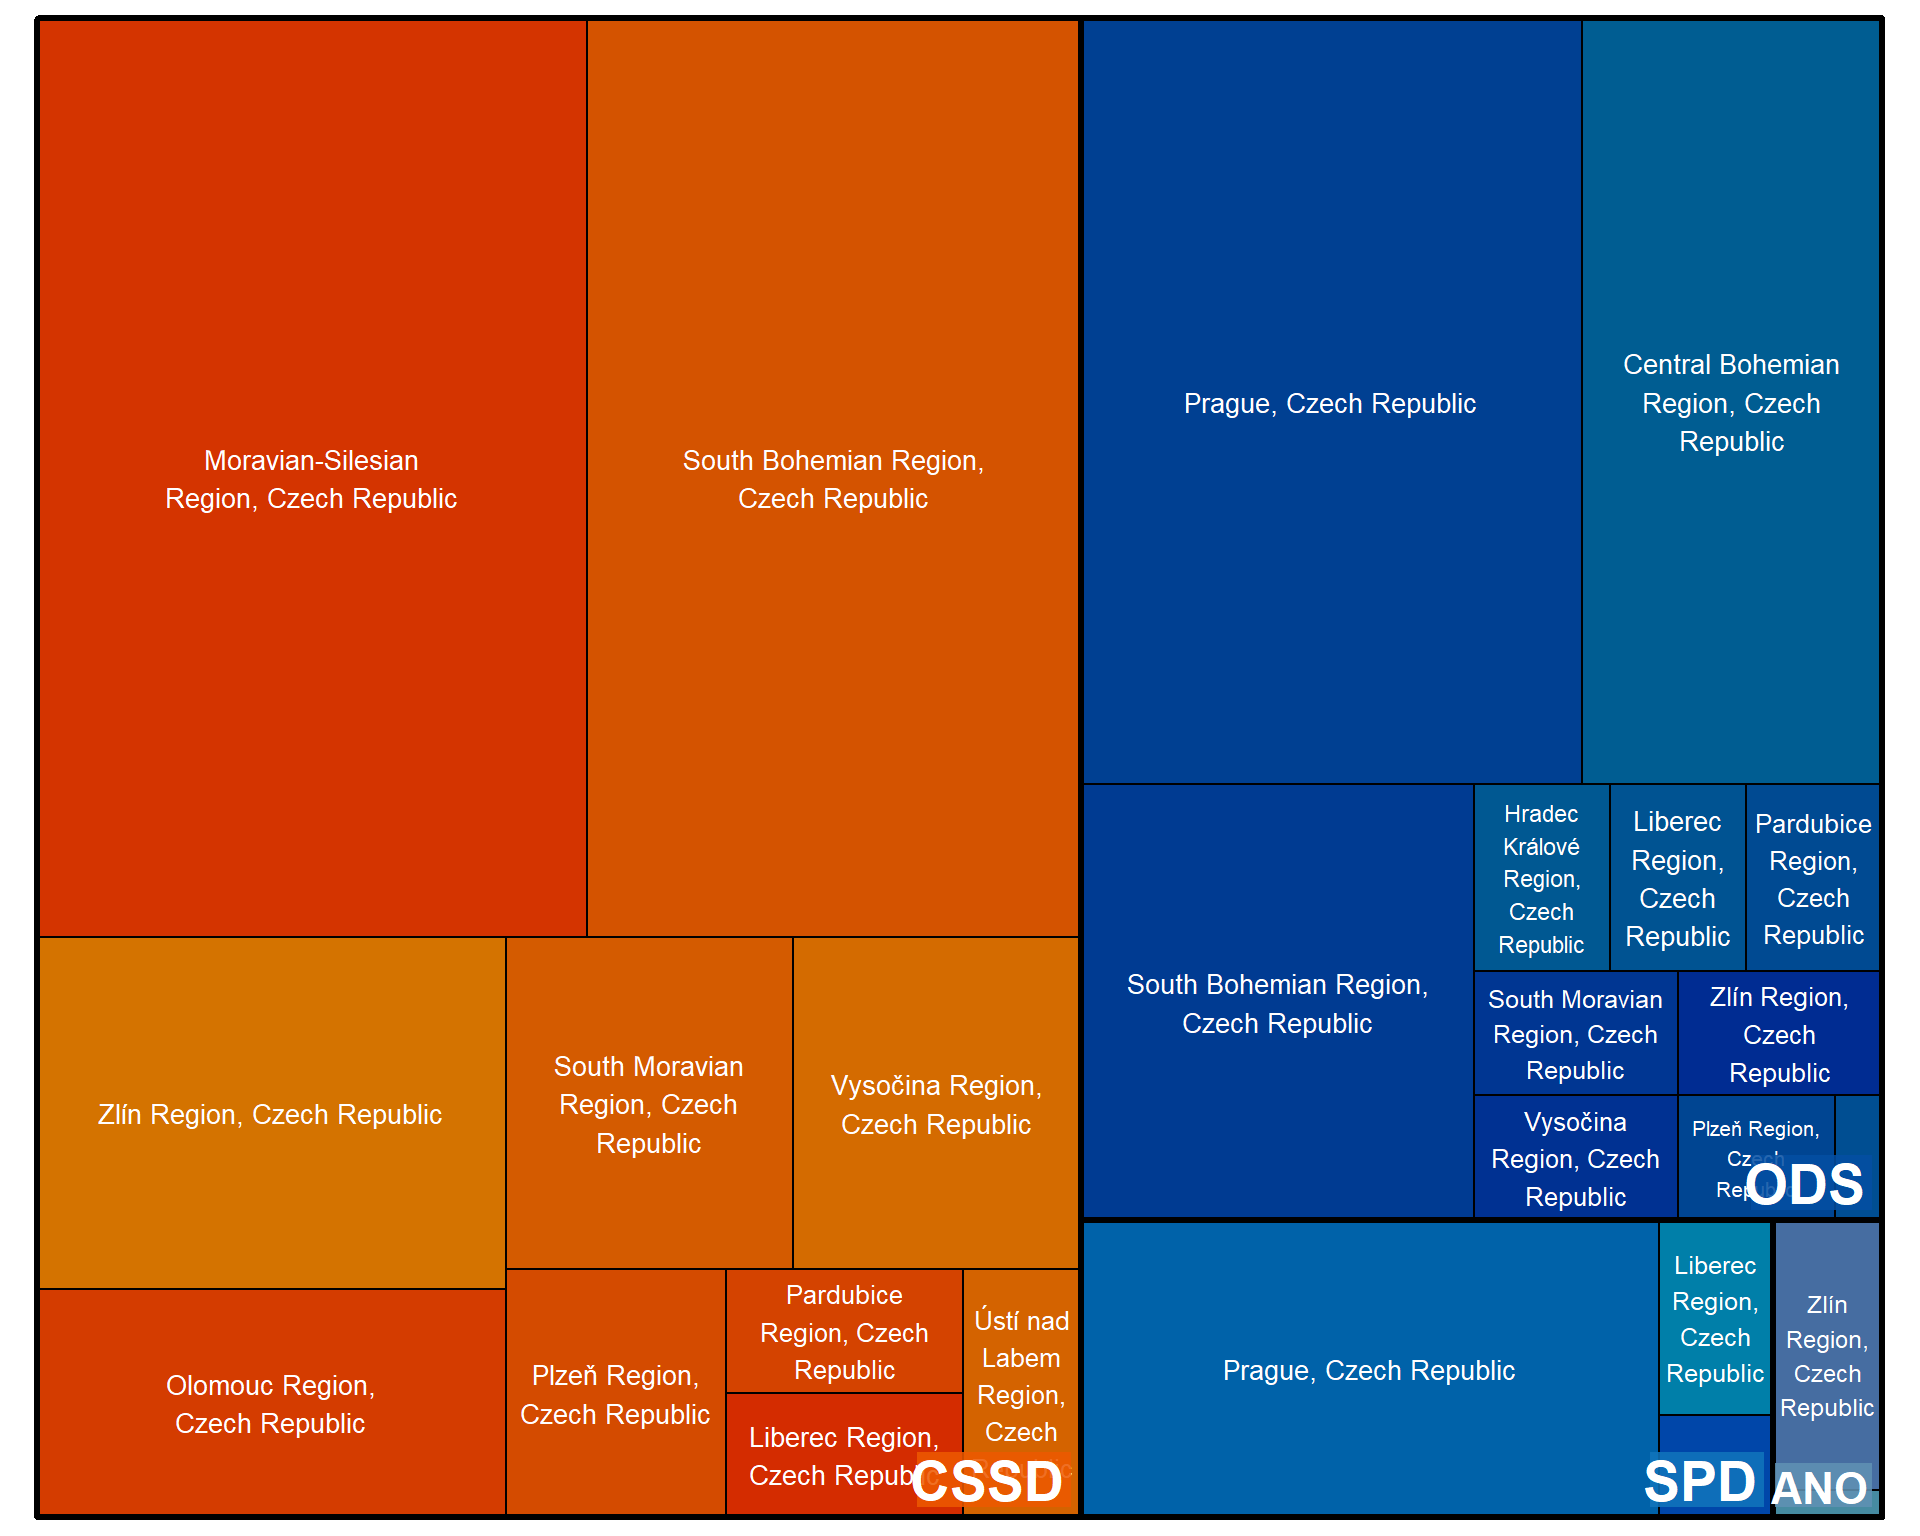 Moravian-Silesian
Region, Czech Republic
South Bohemian Region,
Czech Republic
Zlín Region, Czech Republic
Olomouc Region,
Czech Republic
South Moravian
Region, Czech
Republic
Vysočina Region,
Czech Republic
Plzeň Region,
Czech Republic
Pardubice
Region, Czech
Republic
Liberec Region,
Czech Republic
Ústí nad
Labem
Region,
Czech
Republic
CSSD
Prague, Czech Republic
Central Bohemian
Region, Czech
Republic
South Bohemian Region,
Czech Republic
Hradec
Králové
Region,
Czech
Republic
Liberec
Region,
Czech
Republic
Pardubice
Region,
Czech
Republic
South Moravian
Region, Czech
Republic
Zlín Region,
Czech
Republic
Vysočina
Region, Czech
Republic
Plzeň Region,
Czech
Republic
ODS
Prague, Czech Republic
Liberec
Region,
Czech
Republic
SPD
Zlín
Region,
Czech
Republic
ANO